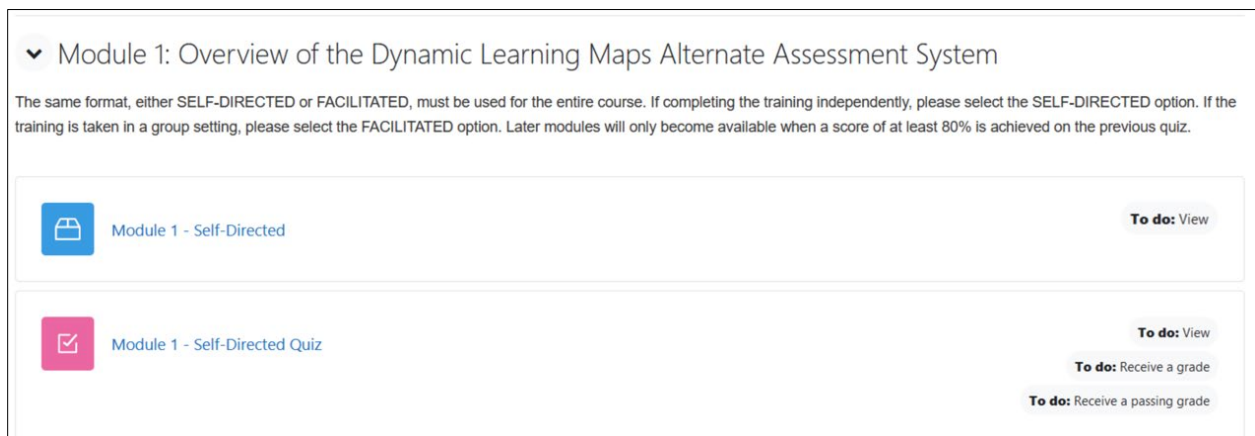 Module 1: Overview of the Dynamic Learning Maps Alternate Assessment System
The same format, either SELF-DIRECTED or FACILITATED, must be used for the entire course. If completing the training independently, please select the SELF-DIRECTED option. If the
training is taken in a group setting, please select the FACILITATED option. Later modules will only become available when a score of at least 80% is achieved on the previous quiz.
Module 1 - Self-Directed
To do: View
Module 1 - Self-Directed Quiz
To do: View
To do: Receive a grade
To do: Receive a passing grade